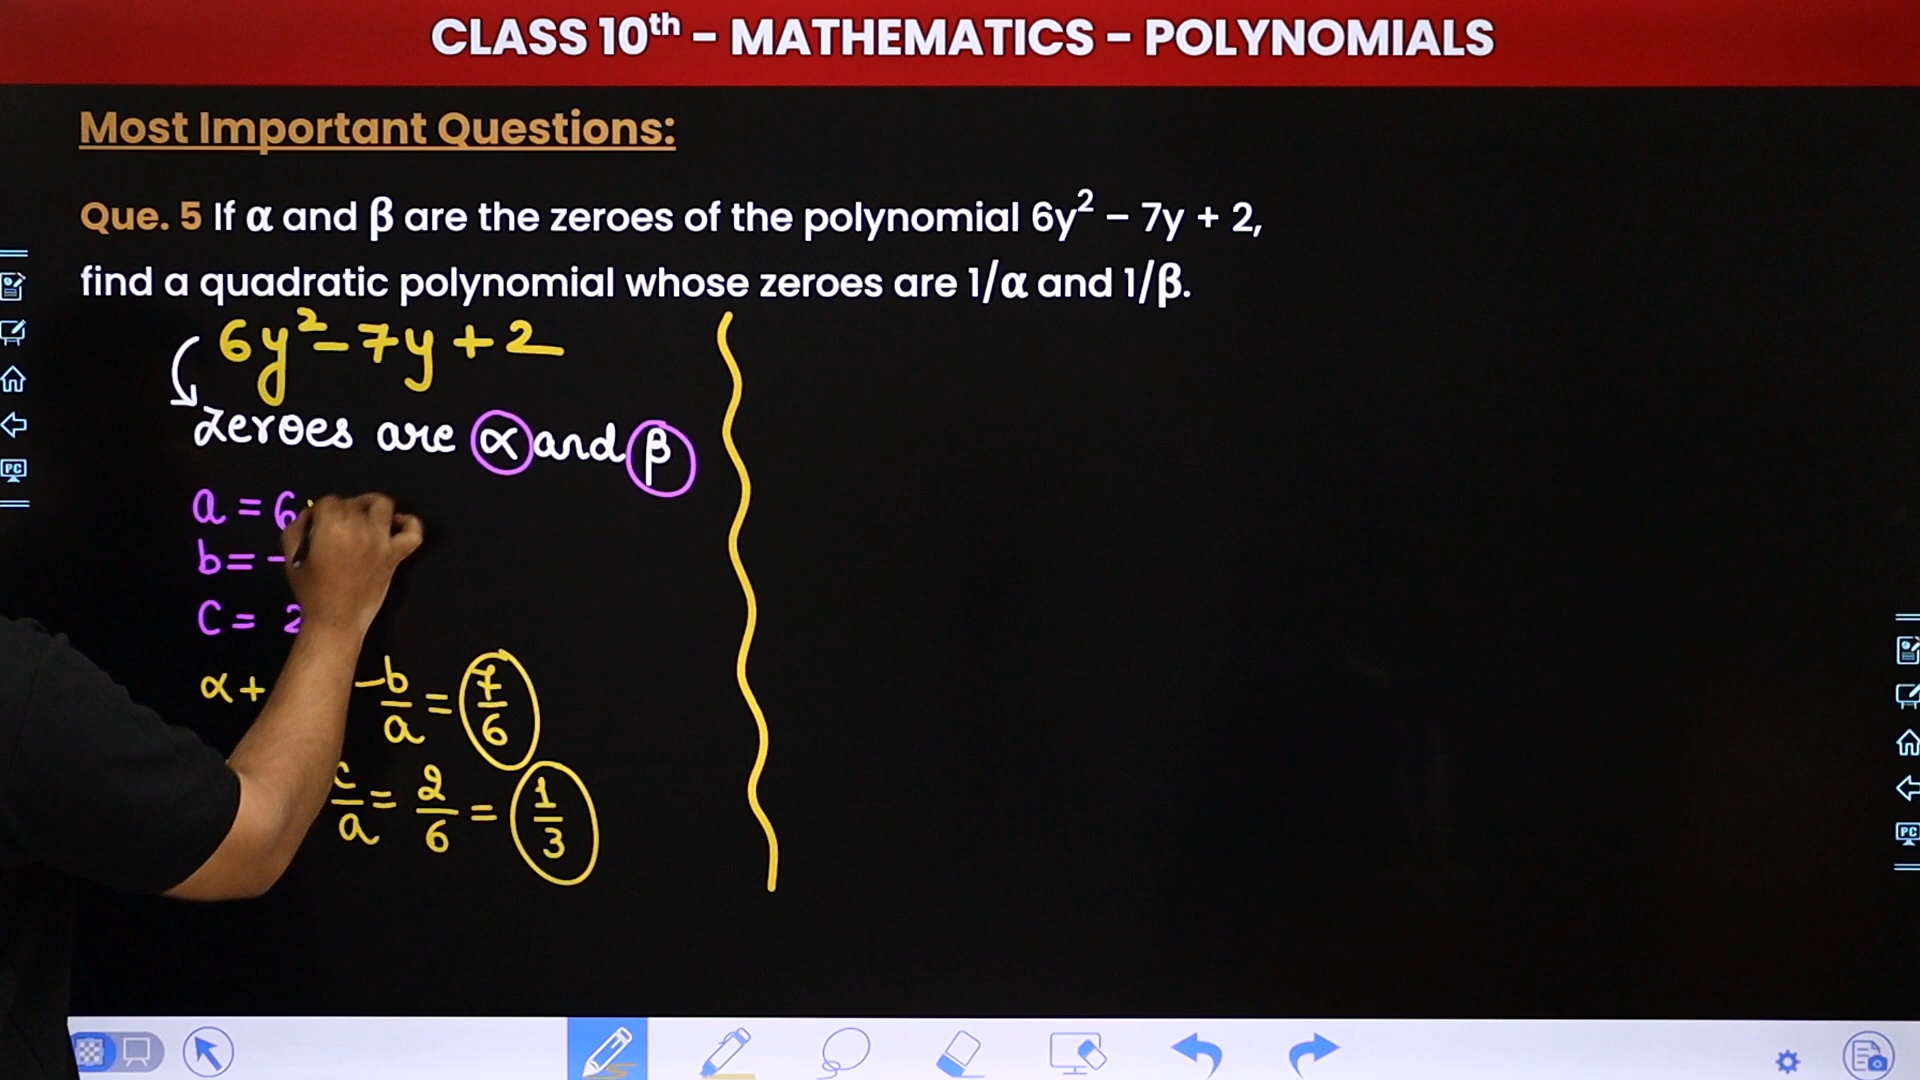 CLASS 10th - MATHEMATICS - POLYNOMIALS
Most Important Questions:
Que. 5 If α and β are the zeroes of the polynomial 6y² – 7y + 2,
find a quadratic polynomial whose zeroes are 1/α and 1/β.
6y² - 7y + 2
zeroes are α and β
a = 6
b = -
c = 2
α + -b/a = 7/6
c/a = 2/6 = 1/3
PC
PC